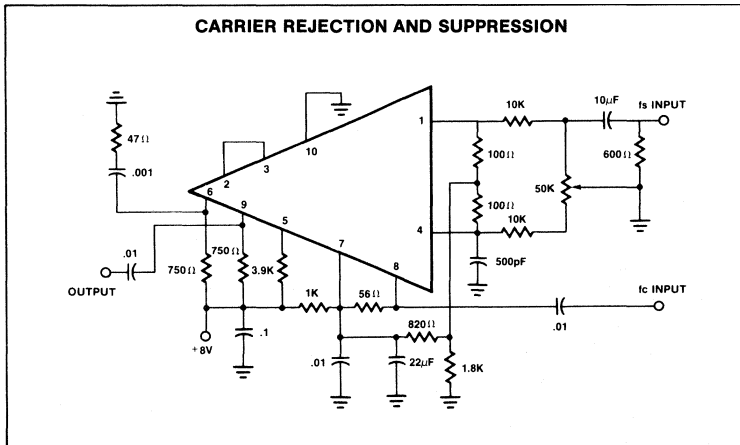 CARRIER REJECTION AND SUPPRESSION
10µF
fs INPUT
10K
1
47Ω
10
100Ω
600Ω
3
.001
2
6
50K
100Ω
9
4
10K
5
.01
7
500pF
750Ω
750Ω
3.9K
8
OUTPUT
1K
56Ω
fc INPUT
820Ω
.01
+8V
.1
.01
22µF
1.8K